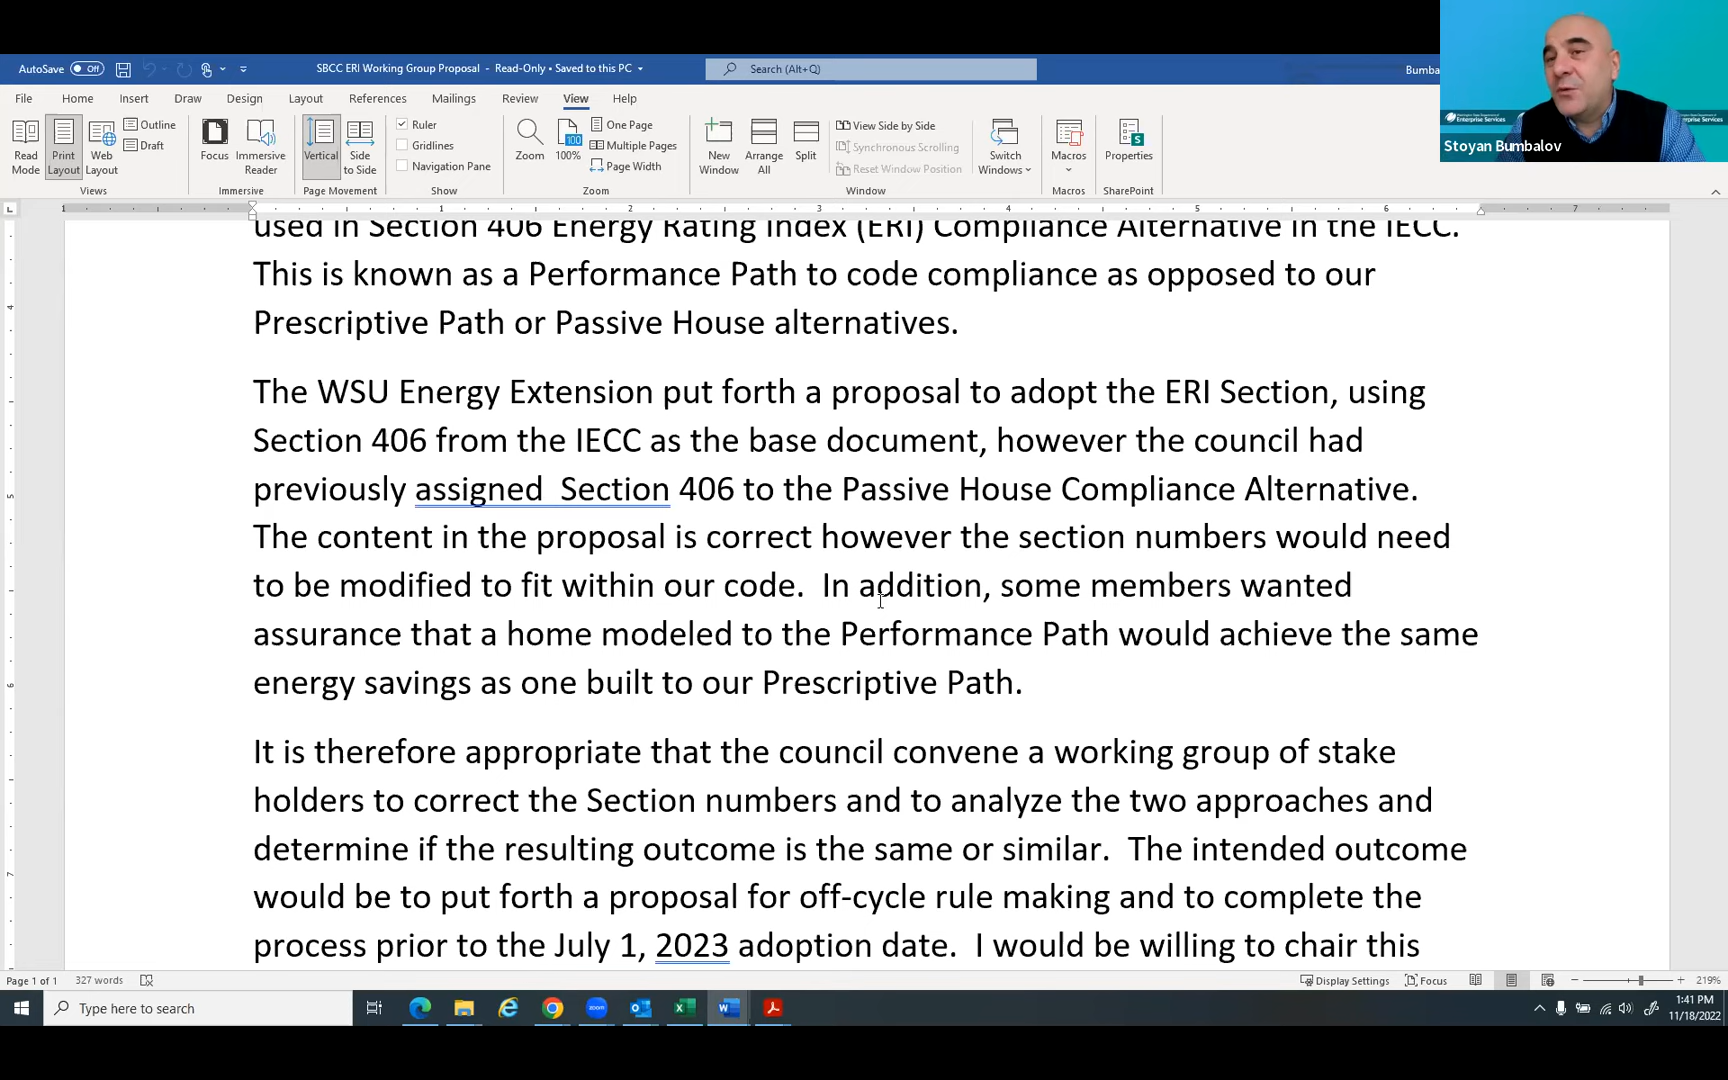 AutoSave Off SBCC ERI Working Group Proposal - Read-Only • Saved to this PC Search (Alt+Q) Bumba
Enterprise Services
Stoyan Bumbalov
File Home Insert Draw Design Layout References Mailings Review View Help
Read Mode Print Layout Web Layout Outline Draft
Views
Focus Immersive Reader
Immersive
Vertical Side to Side
Page Movement
Ruler Gridlines Navigation Pane
Show
Zoom 100% One Page Multiple Pages Page Width
Zoom
New Window Arrange All Split View Side by Side Synchronous Scrolling Reset Window Position Switch Windows
Window
Macros
Macros
Properties
SharePoint
1 1 2 3 4 5 6 7
used in Section 406 Energy Rating Index (ERI) Compliance Alternative in the IECC.
This is known as a Performance Path to code compliance as opposed to our
Prescriptive Path or Passive House alternatives.
The WSU Energy Extension put forth a proposal to adopt the ERI Section, using
Section 406 from the IECC as the base document, however the council had
previously assigned  Section 406 to the Passive House Compliance Alternative.
The content in the proposal is correct however the section numbers would need
to be modified to fit within our code.  In addition, some members wanted
assurance that a home modeled to the Performance Path would achieve the same
energy savings as one built to our Prescriptive Path.
It is therefore appropriate that the council convene a working group of stake
holders to correct the Section numbers and to analyze the two approaches and
determine if the resulting outcome is the same or similar.  The intended outcome
would be to put forth a proposal for off-cycle rule making and to complete the
process prior to the July 1, 2023 adoption date.  I would be willing to chair this
Page 1 of 1 327 words Display Settings Focus 219%
Type here to search 1:41 PM
11/18/2022